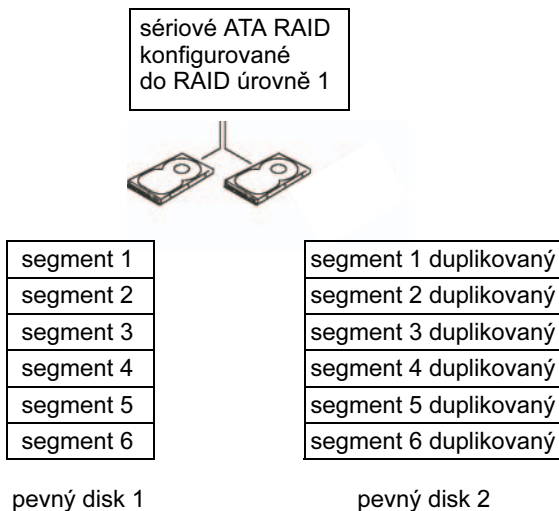 sériové ATA RAID
konfigurované
do RAID úrovně 1
segment 1
segment 1 duplikovaný
segment 2
segment 2 duplikovaný
segment 3
segment 3 duplikovaný
segment 4
segment 4 duplikovaný
segment 5
segment 5 duplikovaný
segment 6
segment 6 duplikovaný
pevný disk 1
pevný disk 2